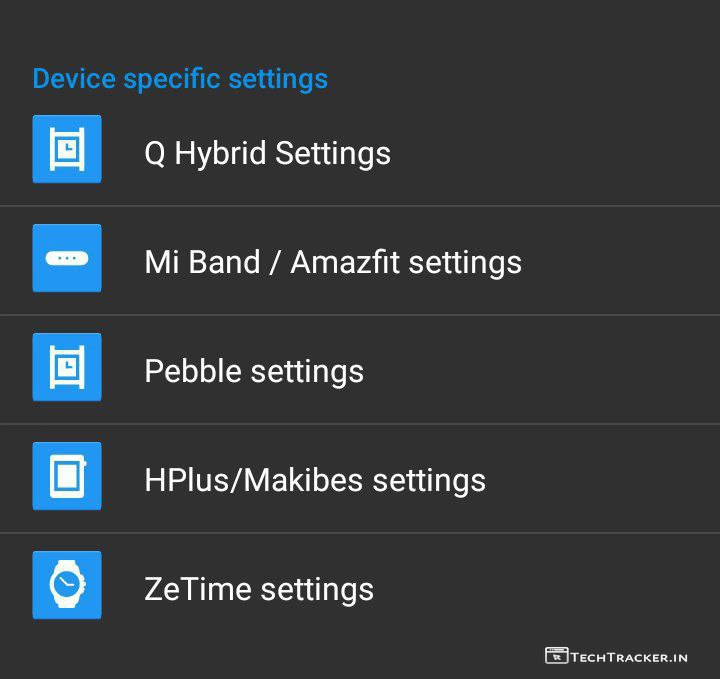 Device specific settings
Q Hybrid Settings
Mi Band / Amazfit settings
Pebble settings
HPlus/Makibes settings
ZeTime settings
TECHTRACKER.IN